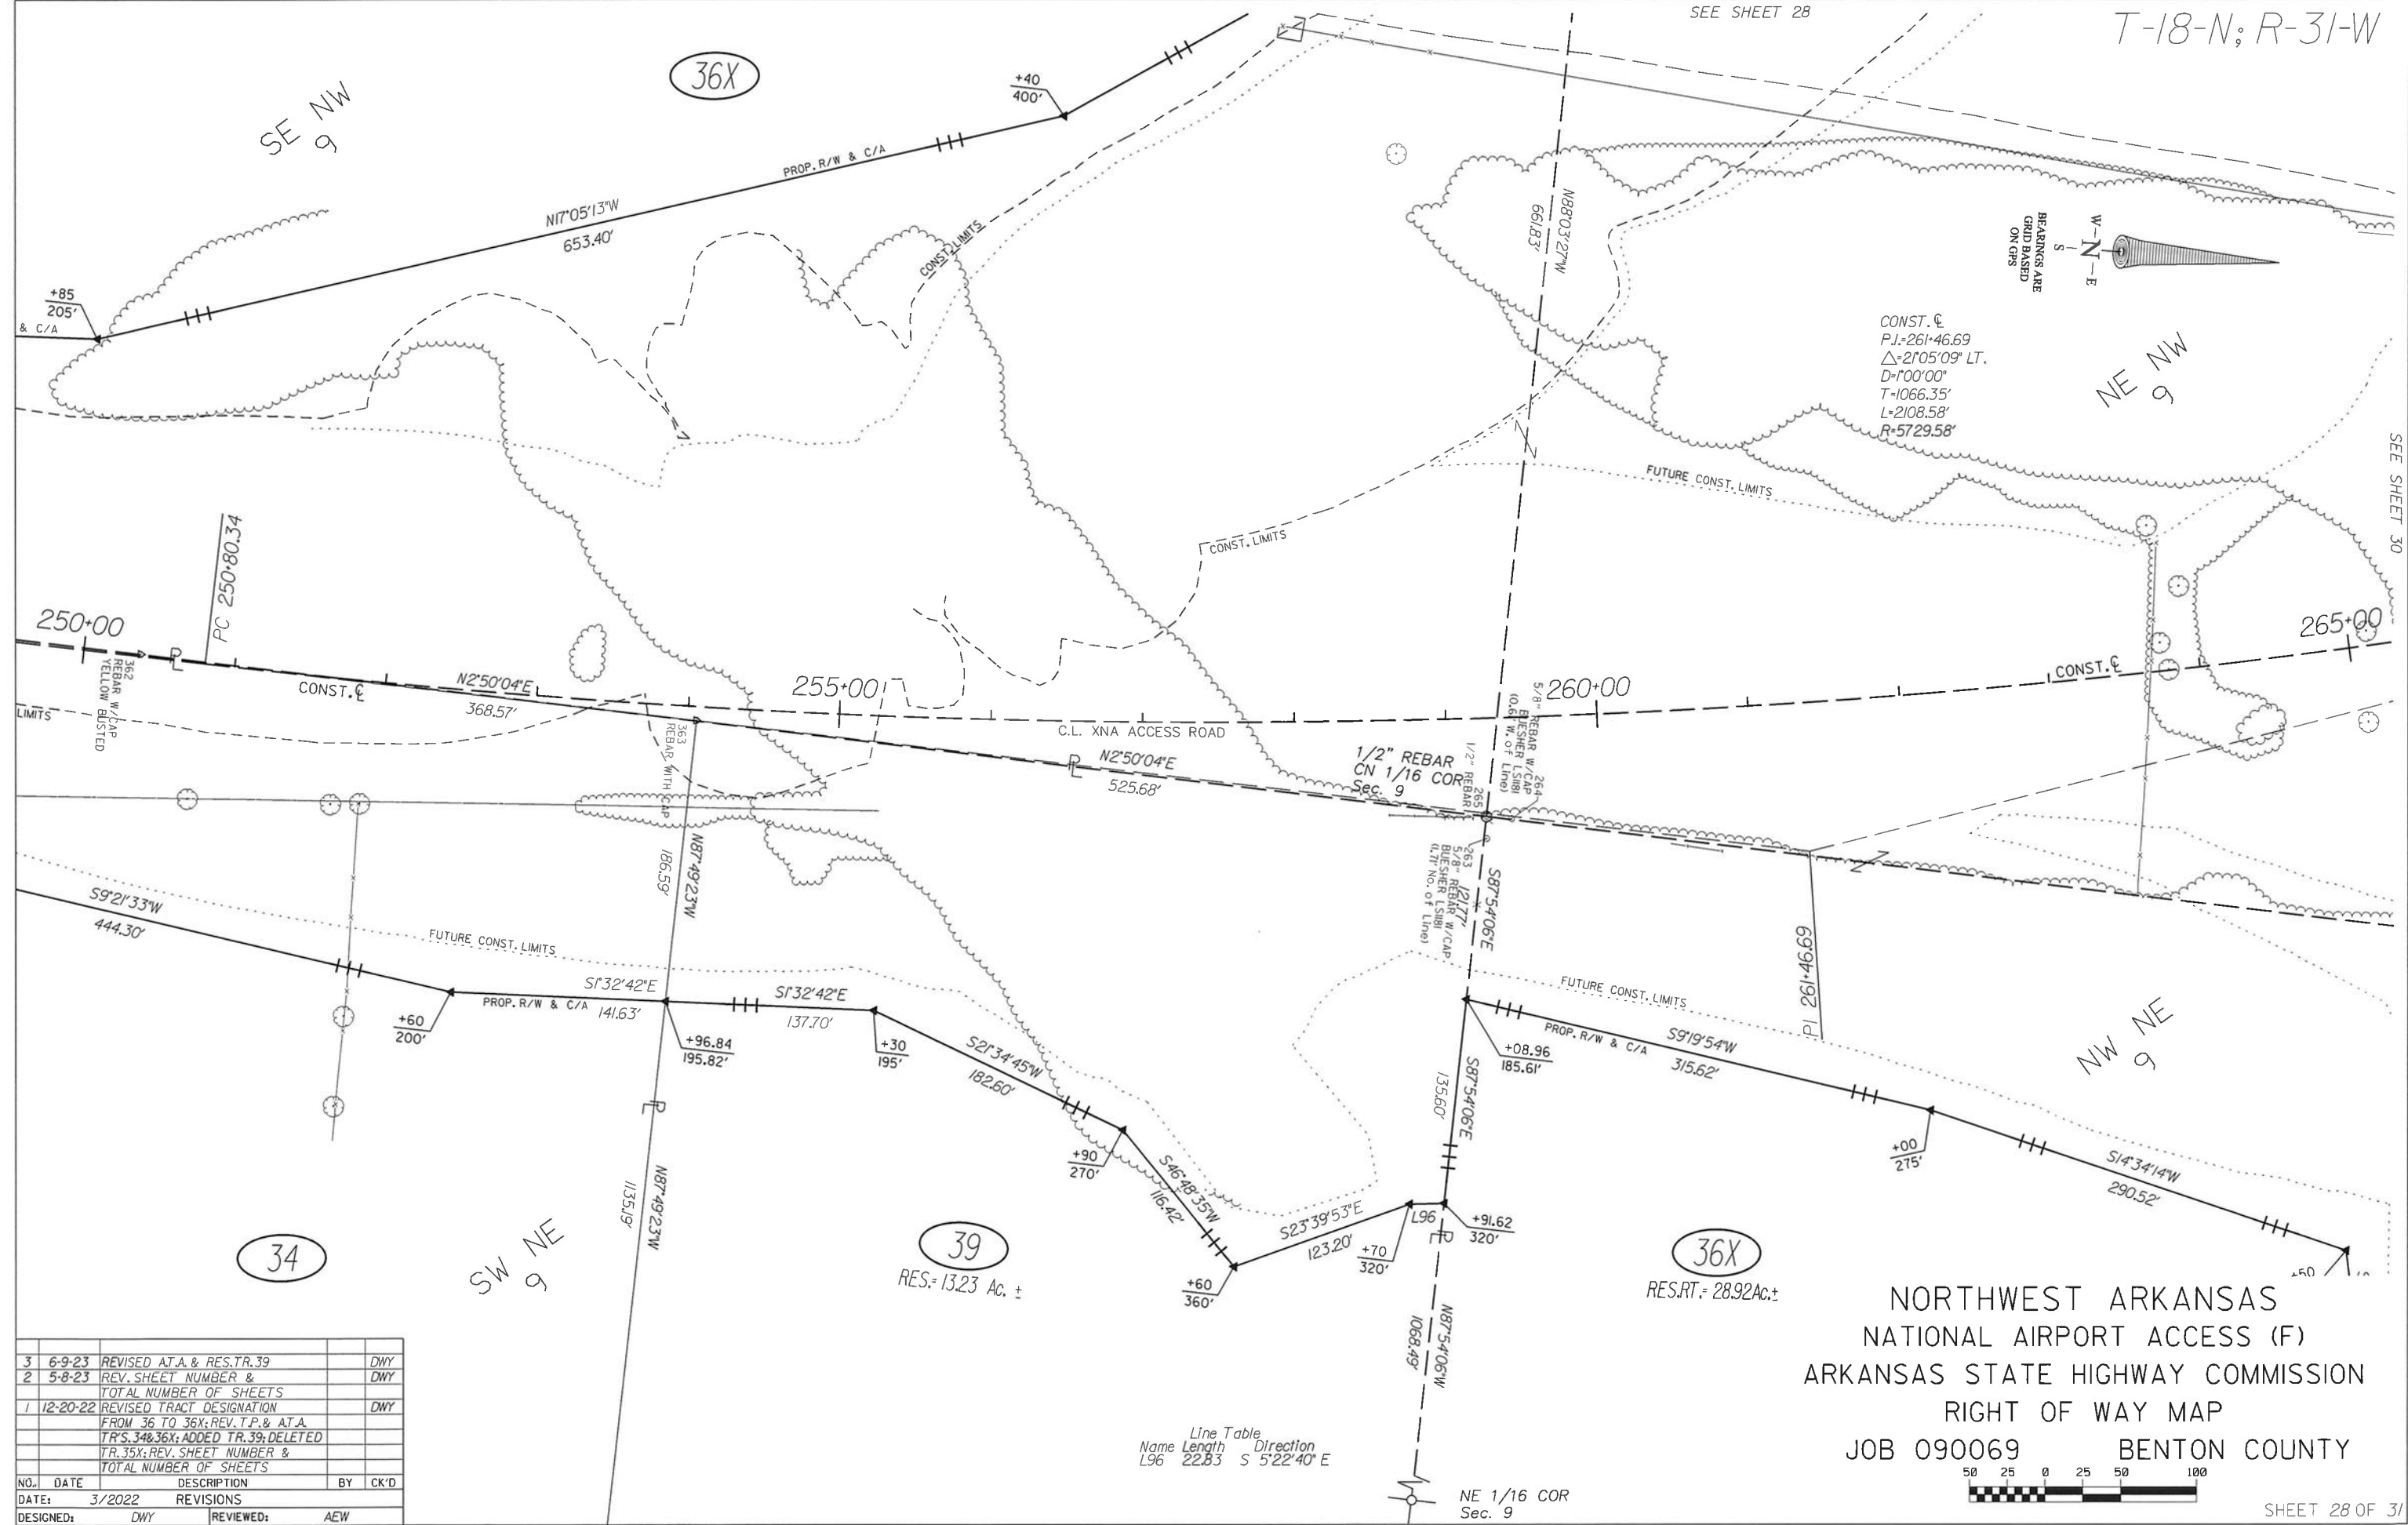 SEE SHEET 28
T-18-N; R-31-W
36X
SE NW
9
+40
400'
PROP. R/W & C/A
N17°05'13"W
653.40'
CONST. LIMITS
+85
205'
& C/A
N88°03'27"W
661.83'
W-N-E
S
BEARINGS ARE
GRID BASED
ON GPS
CONST. ℄
P.I.=261+46.69
△=21°05'09" LT.
D=1°00'00"
T=1066.35'
L=2108.58'
R=5729.58'
NE NW
9
SEE SHEET 30
FUTURE CONST. LIMITS
CONST. LIMITS
PC 250+80.34
250+00
362
REBAR W/CAP
YELLOW BUSTED
PL
CONST. ℄
N2°50'04"E
368.57'
LIMITS
255+00
C.L. XNA ACCESS ROAD
363
REBAR WITH CAP
PL
N2°50'04"E
525.68'
1/2" REBAR
CN 1/16 COR
Sec. 9
265
1/2" REBAR
264
5/8" REBAR W/CAP
BUESHER LS1181
(0.6' W. of Line)
260+00
CONST. ℄
265+00
263
5/8" REBAR W/CAP
BUESHER LS1181
(1.71' No. of Line)
S87°54'06"E
121.77'
N87°49'23"W
186.59'
S9°21'33"W
444.30'
FUTURE CONST. LIMITS
S1°32'42"E
PROP. R/W & C/A 141.63'
S1°32'42"E
137.70'
+60
200'
+96.84
195.82'
+30
195'
S21°34'45"W
182.60'
+90
270'
S46°48'35"W
116.42'
+60
360'
S23°39'53"E
123.20'
+70
320'
L96
+91.62
320'
PL
S87°54'06"E
135.60'
+08.96
185.61'
FUTURE CONST. LIMITS
PROP. R/W & C/A
S9°19'54"W
315.62'
PI 261+46.69
+00
275'
S14°34'14"W
290.52'
+50
NW NE
9
PL
N87°49'23"W
1135.19'
34
SW NE
9
39
RES.= 13.23 Ac. ±
36X
RES.RT.= 28.92Ac.±
N87°54'06"W
1068.49'
NE 1/16 COR
Sec. 9
Line Table
Name Length Direction
L96 22.83 S 5°22'40" E
3 6-9-23 REVISED A.T.A. & RES.TR.39 DWY
2 5-8-23 REV. SHEET NUMBER & DWY
TOTAL NUMBER OF SHEETS
1 12-20-22 REVISED TRACT DESIGNATION DWY
FROM 36 TO 36X; REV. T.P. & A.T.A.
TR'S. 34&36X; ADDED TR.39; DELETED
TR.35X; REV. SHEET NUMBER &
TOTAL NUMBER OF SHEETS
NO. DATE DESCRIPTION BY CK'D
DATE: 3/2022 REVISIONS
DESIGNED: DWY REVIEWED: AEW
NORTHWEST ARKANSAS
NATIONAL AIRPORT ACCESS (F)
ARKANSAS STATE HIGHWAY COMMISSION
RIGHT OF WAY MAP
JOB 090069 BENTON COUNTY
50 25 0 25 50 100
SHEET 28 OF 31